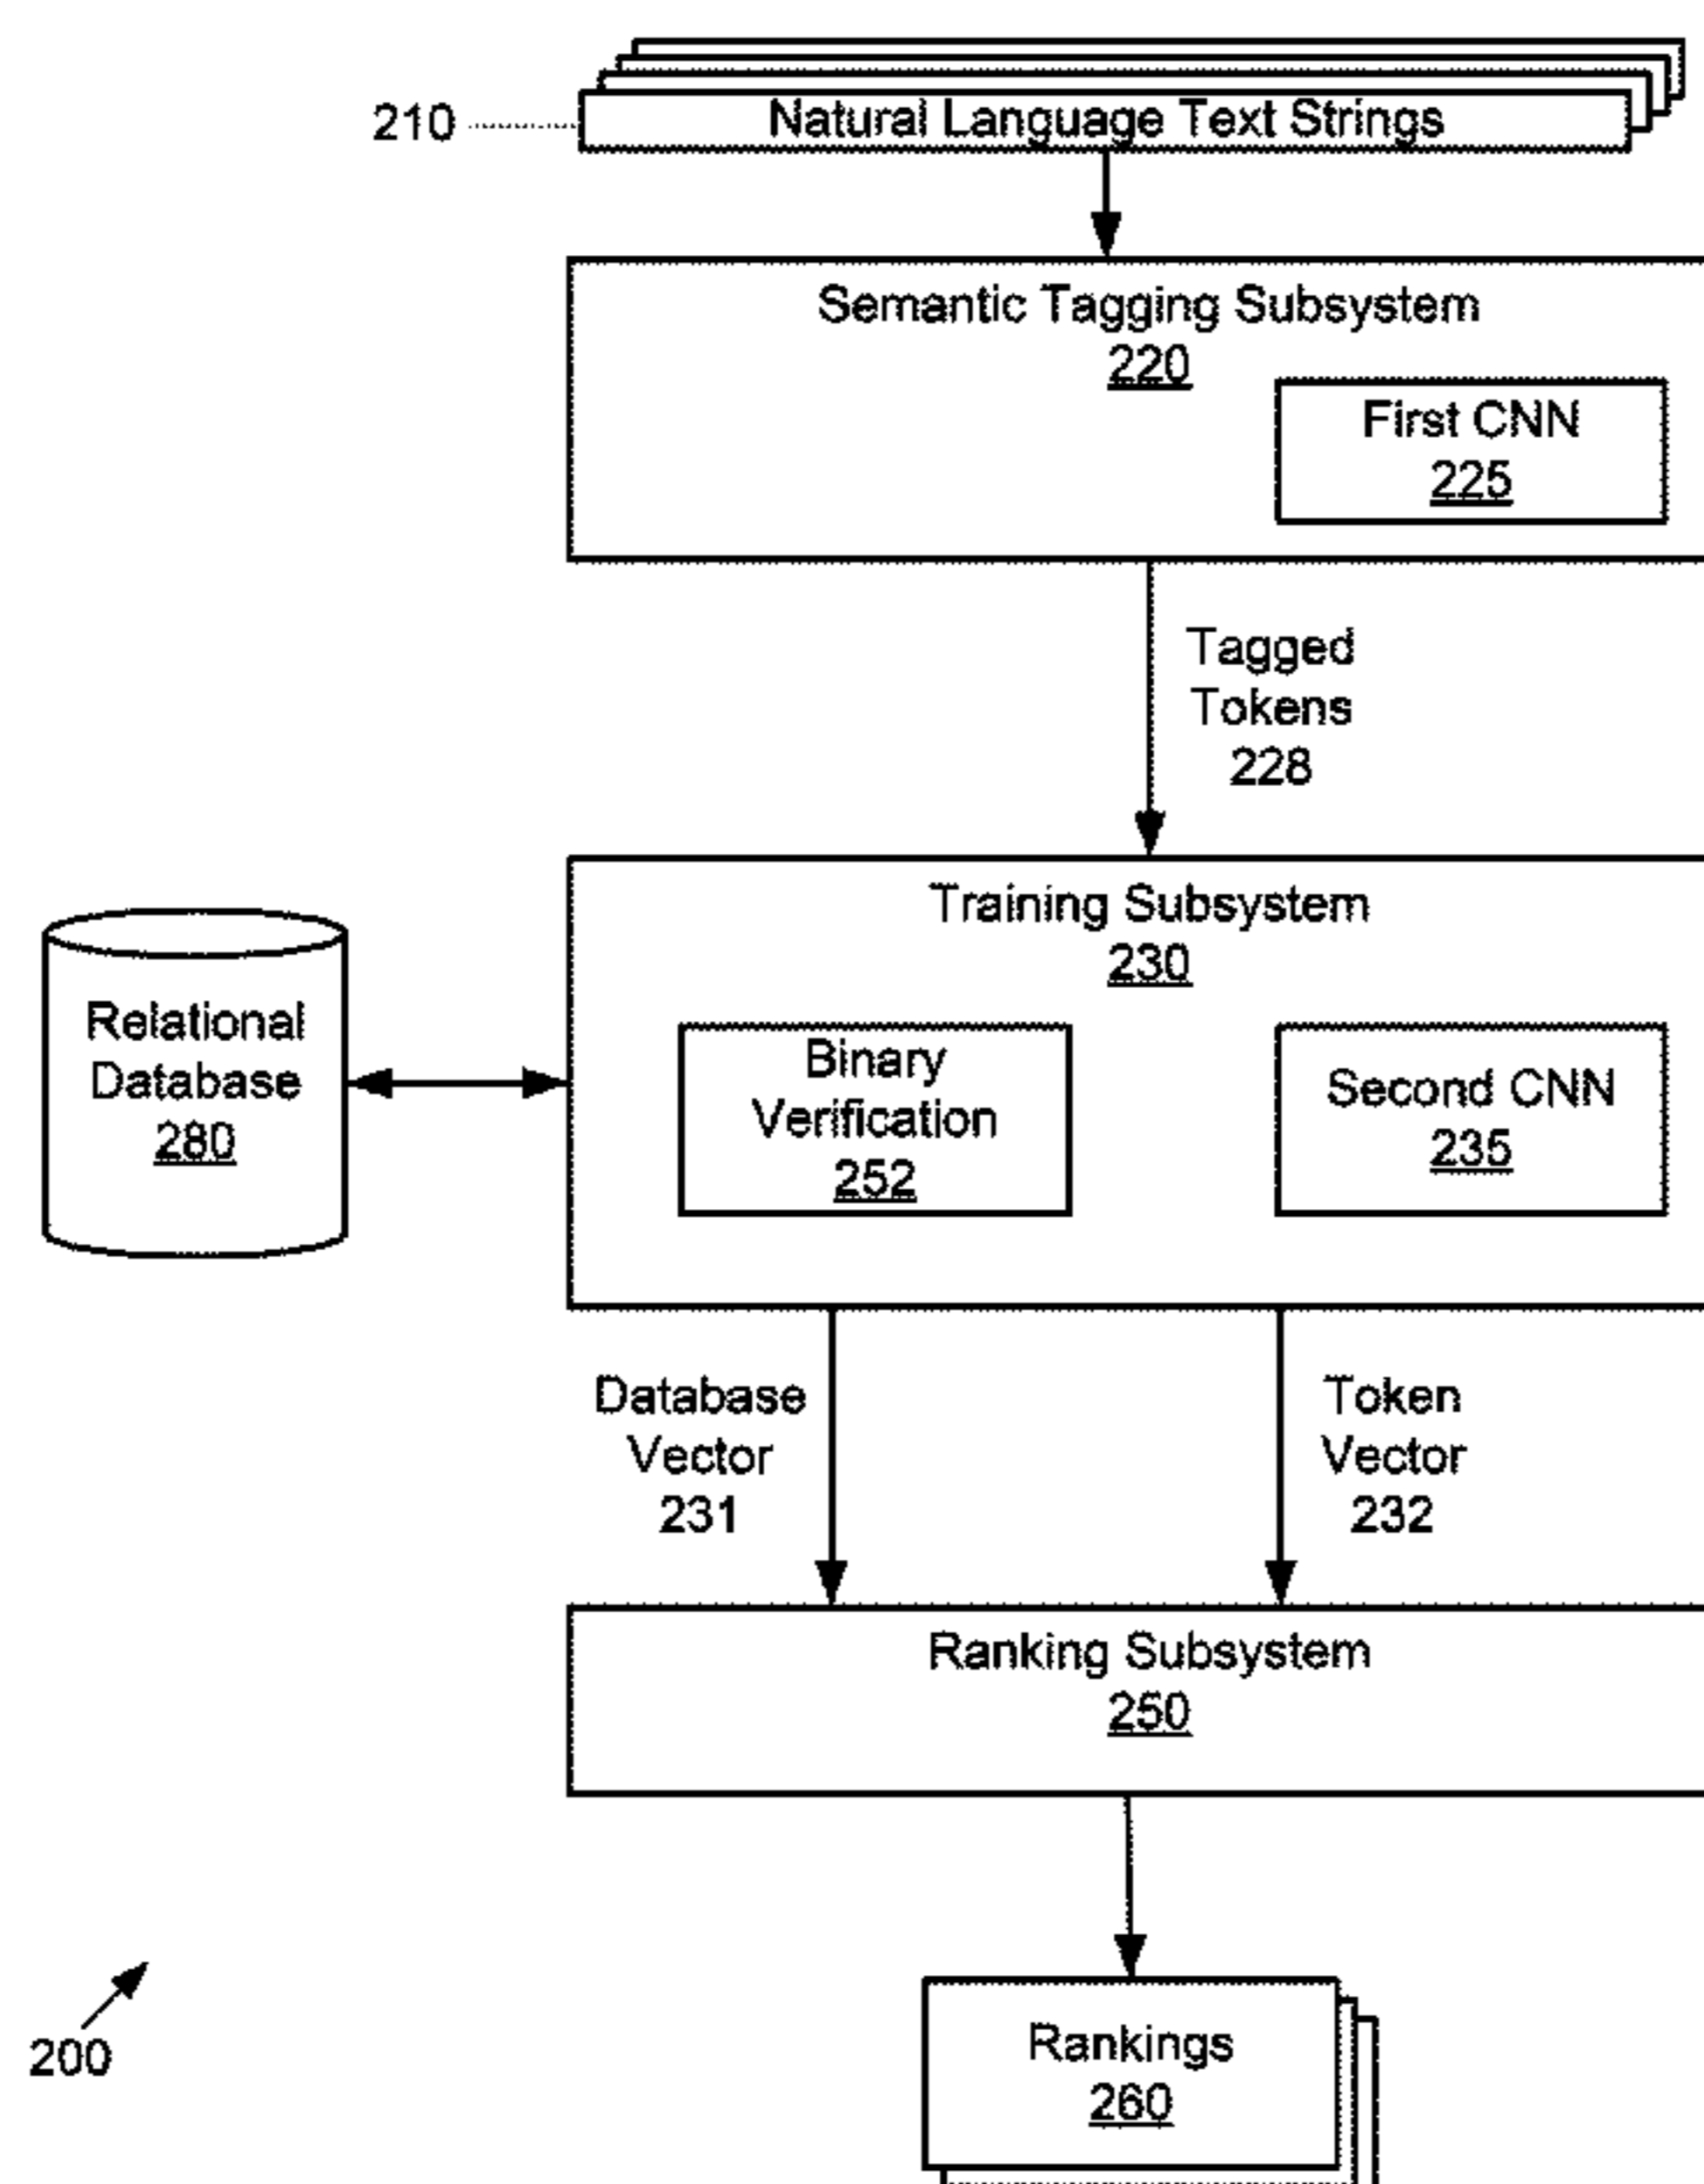 210
Natural Language Text Strings
Semantic Tagging Subsystem
220
First CNN
225
Tagged
Tokens
228
Training Subsystem
230
Relational
Database
280
Binary
Verification
252
Second CNN
235
Database
Vector
231
Token
Vector
232
Ranking Subsystem
250
200
Rankings
260